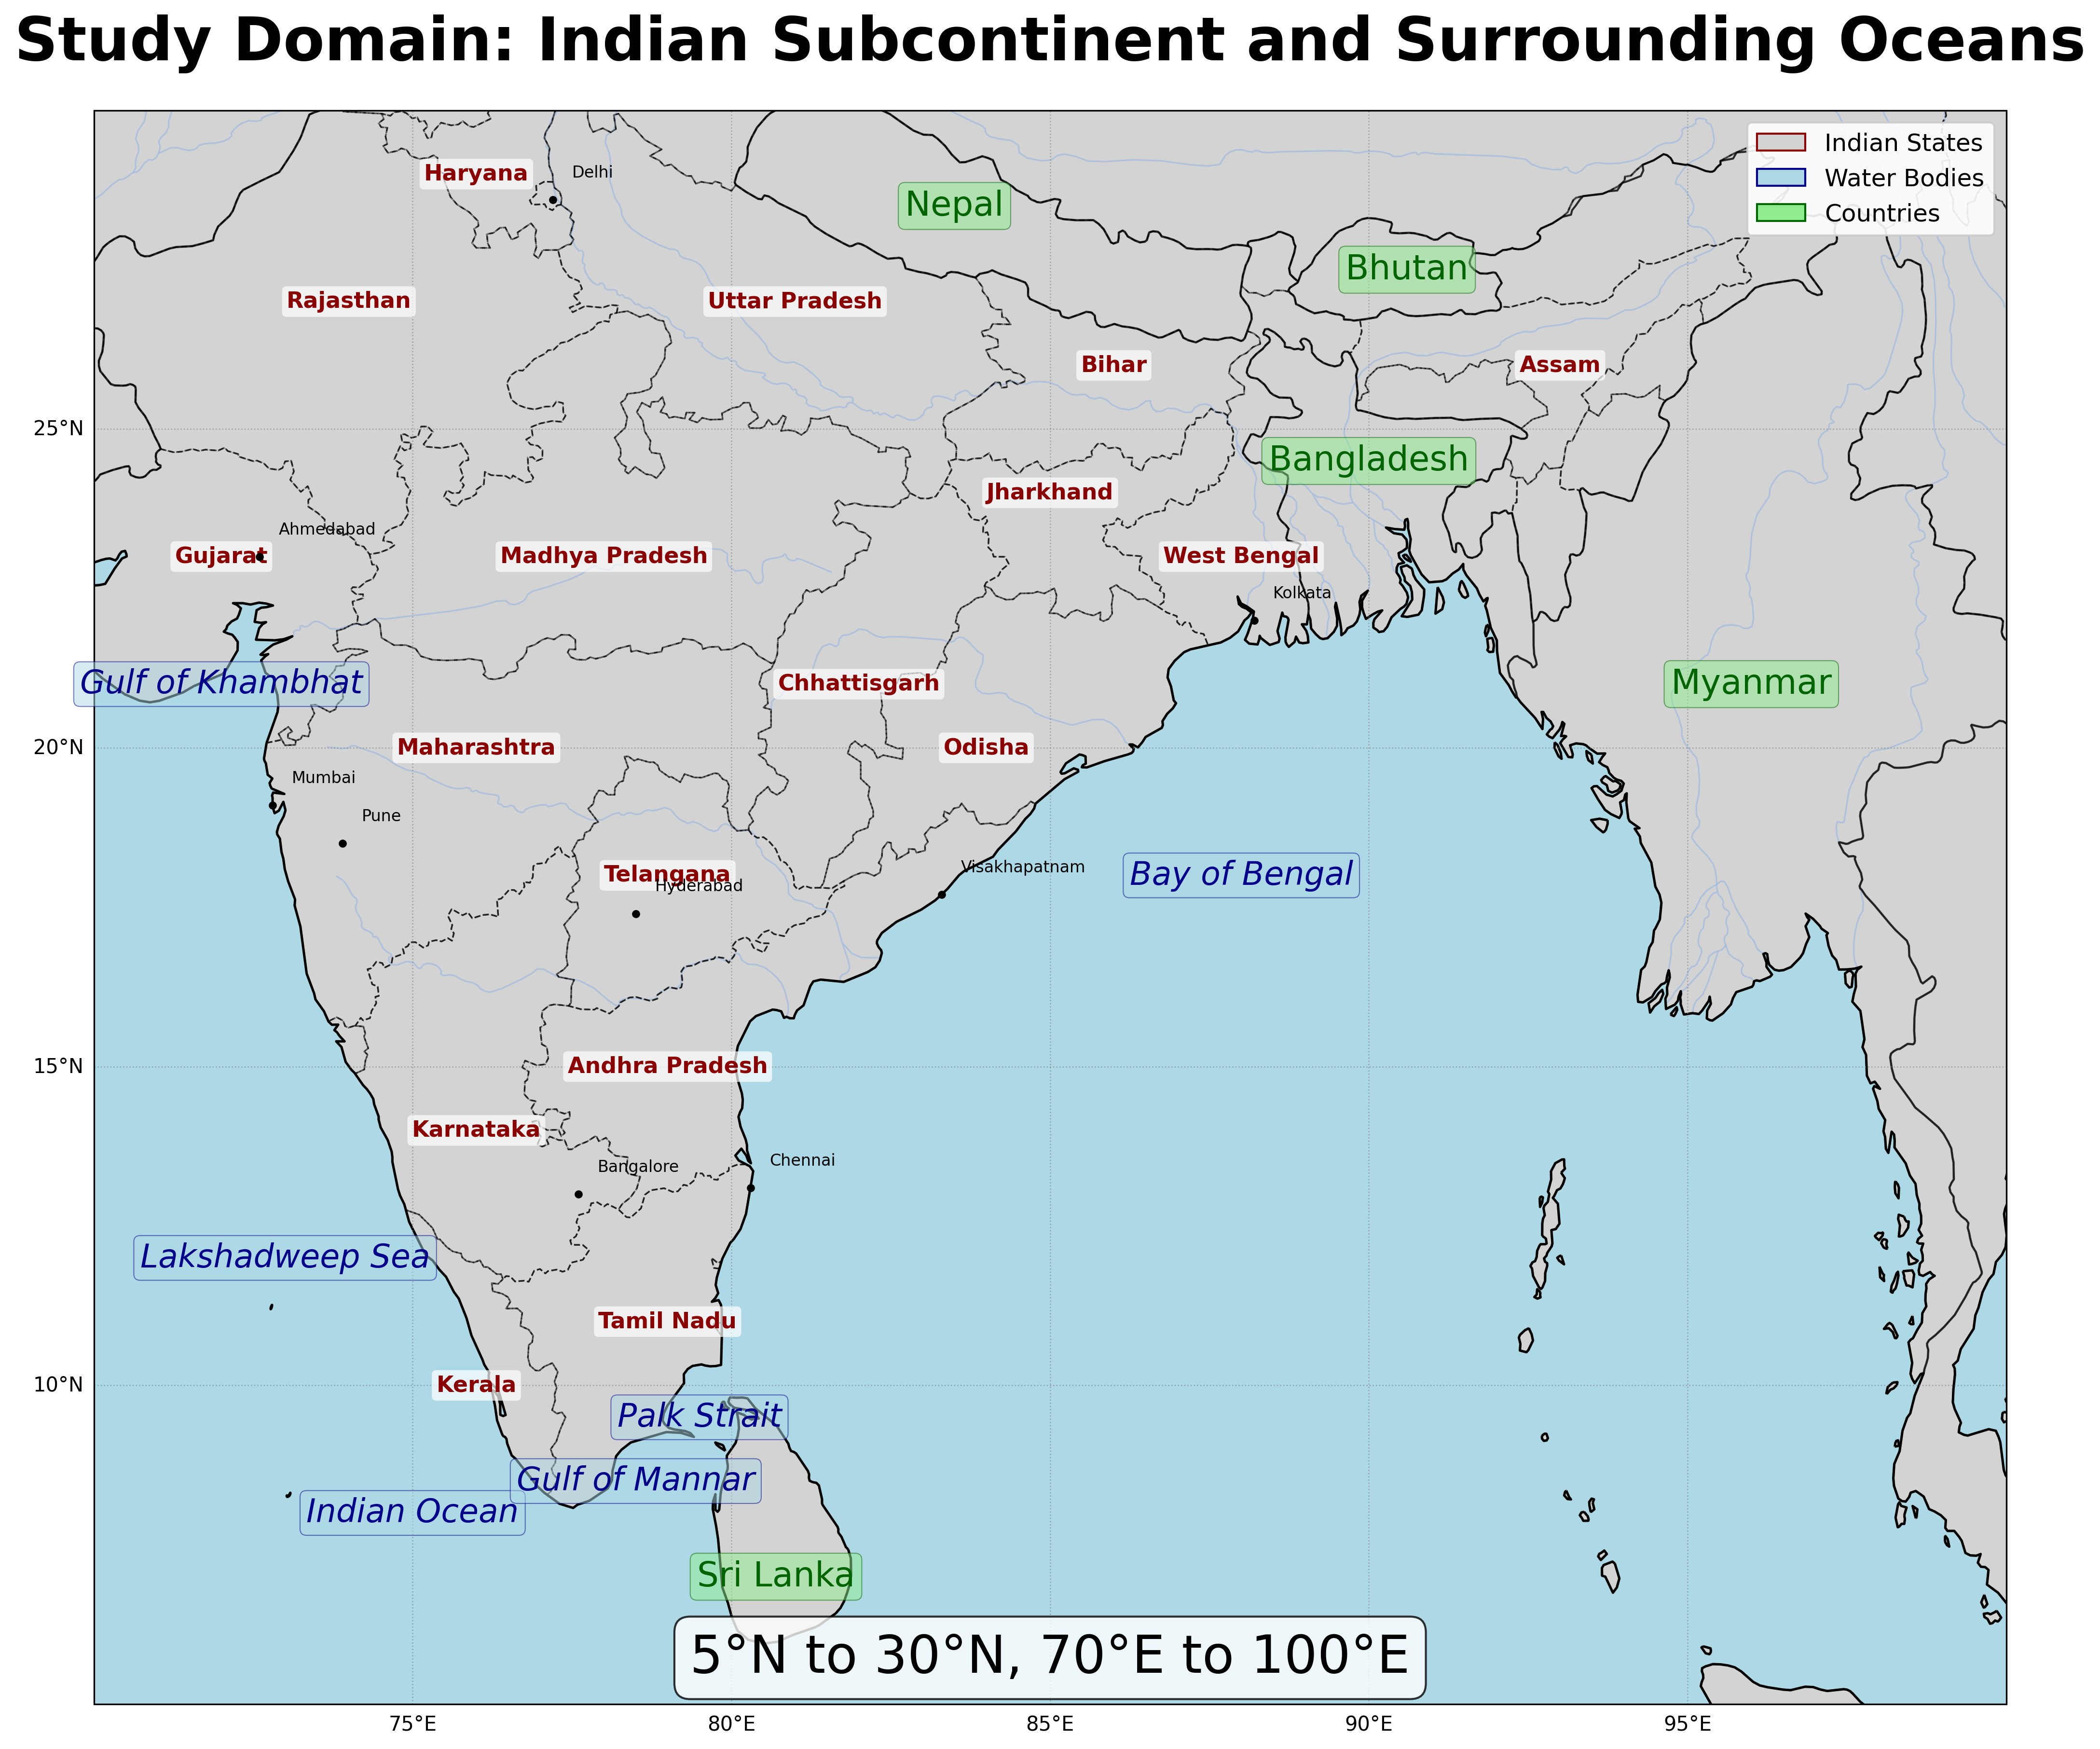 Study Domain: Indian Subcontinent and Surrounding Oceans
Indian States
Water Bodies
Countries
Haryana
Delhi
Nepal
Bhutan
Rajasthan
Uttar Pradesh
Bihar
Assam
25°N
Bangladesh
Jharkhand
Ahmedabad
Gujarat
Madhya Pradesh
West Bengal
Kolkata
Gulf of Khambhat
Chhattisgarh
Myanmar
20°N
Maharashtra
Odisha
Mumbai
Pune
Telangana
Hyderabad
Visakhapatnam
Bay of Bengal
15°N
Andhra Pradesh
Karnataka
Bangalore
Chennai
Lakshadweep Sea
Tamil Nadu
10°N
Kerala
Palk Strait
Gulf of Mannar
Indian Ocean
Sri Lanka
5°N to 30°N, 70°E to 100°E
75°E
80°E
85°E
90°E
95°E